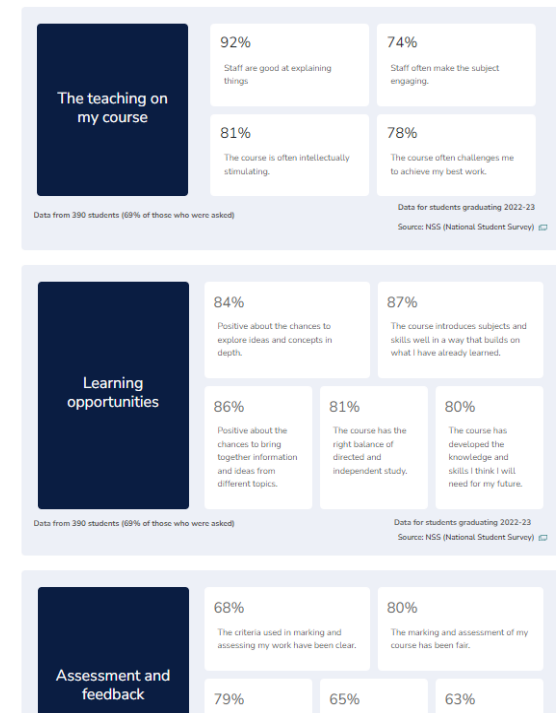 The teaching on
my course
92%
Staff are good at explaining
things
74%
Staff often make the subject
engaging.
81%
The course is often intellectually
stimulating.
78%
The course often challenges me
to achieve my best work.
Data from 390 students (69% of those who were asked)
Data for students graduating 2022-23
Source: NSS (National Student Survey)
Learning
opportunities
84%
Positive about the chances to
explore ideas and concepts in
depth.
87%
The course introduces subjects and
skills well in a way that builds on
what I have already learned.
86%
Positive about the
chances to bring
together information
and ideas from
different topics.
81%
The course has the
right balance of
directed and
independent study.
80%
The course has
developed the
knowledge and
skills I think I will
need for my future.
Data from 390 students (69% of those who were asked)
Data for students graduating 2022-23
Source: NSS (National Student Survey)
Assessment and
feedback
68%
The criteria used in marking and
assessing my work have been clear.
80%
The marking and assessment of my
course has been fair.
79%
65%
63%